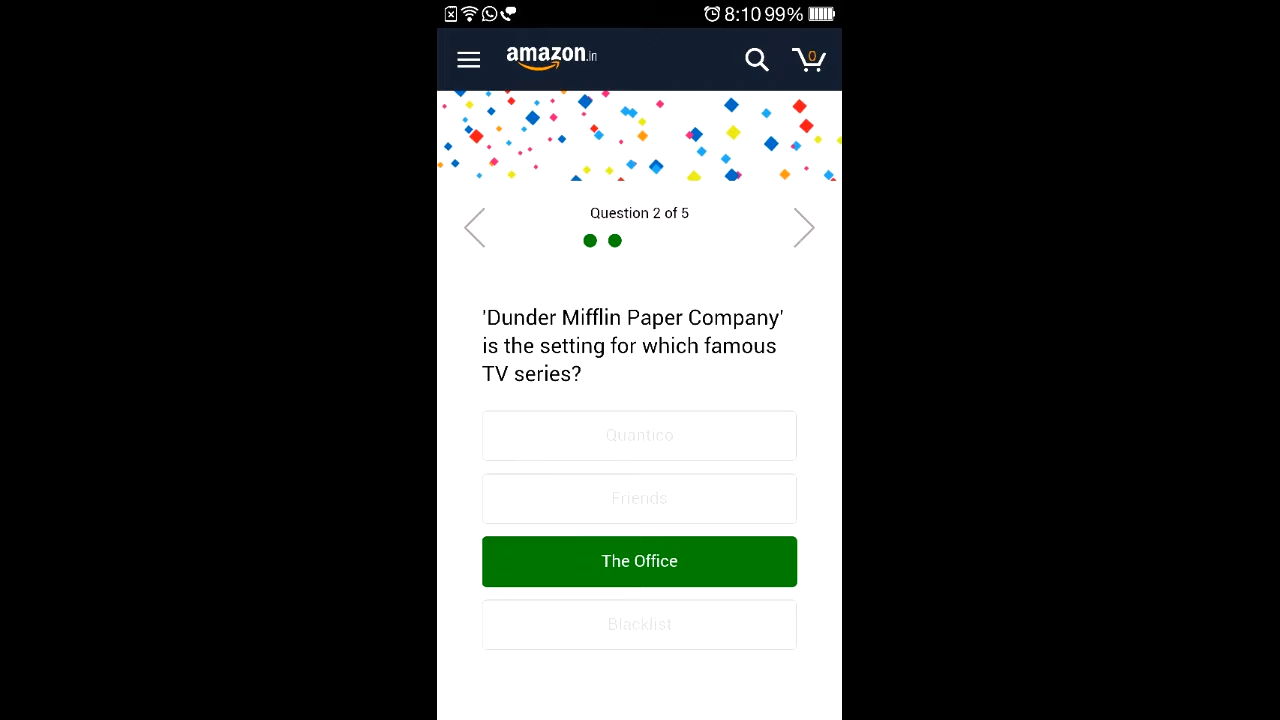 8:10 99%
amazon.in
0
Question 2 of 5
'Dunder Mifflin Paper Company'
is the setting for which famous
TV series?
Quantico
Friends
The Office
Blacklist